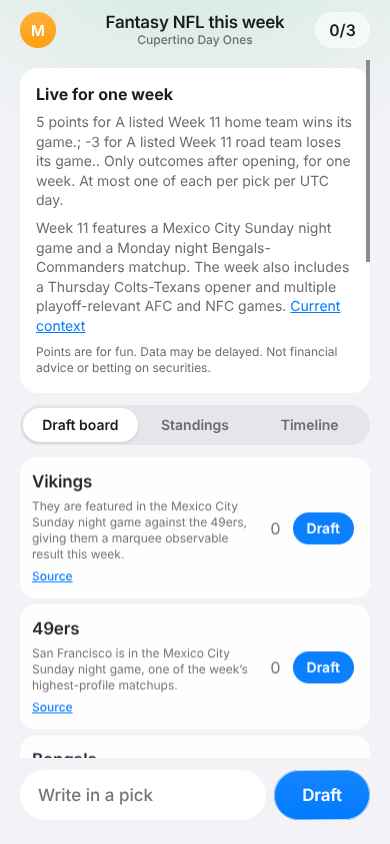 M
Fantasy NFL this week
Cupertino Day Ones
0/3
Live for one week
5 points for A listed Week 11 home team wins its
game.; -3 for A listed Week 11 road team loses
its game.. Only outcomes after opening, for one
week. At most one of each per pick per UTC
day.
Week 11 features a Mexico City Sunday night
game and a Monday night Bengals-
Commanders matchup. The week also includes
a Thursday Colts-Texans opener and multiple
playoff-relevant AFC and NFC games. Current
context
Points are for fun. Data may be delayed. Not financial
advice or betting on securities.
Draft board
Standings
Timeline
Vikings
They are featured in the Mexico City
Sunday night game against the 49ers,
giving them a marquee observable
result this week.
Source
0
Draft
49ers
San Francisco is in the Mexico City
Sunday night game, one of the week's
highest-profile matchups.
Source
0
Draft
Bengals
Write in a pick
Draft